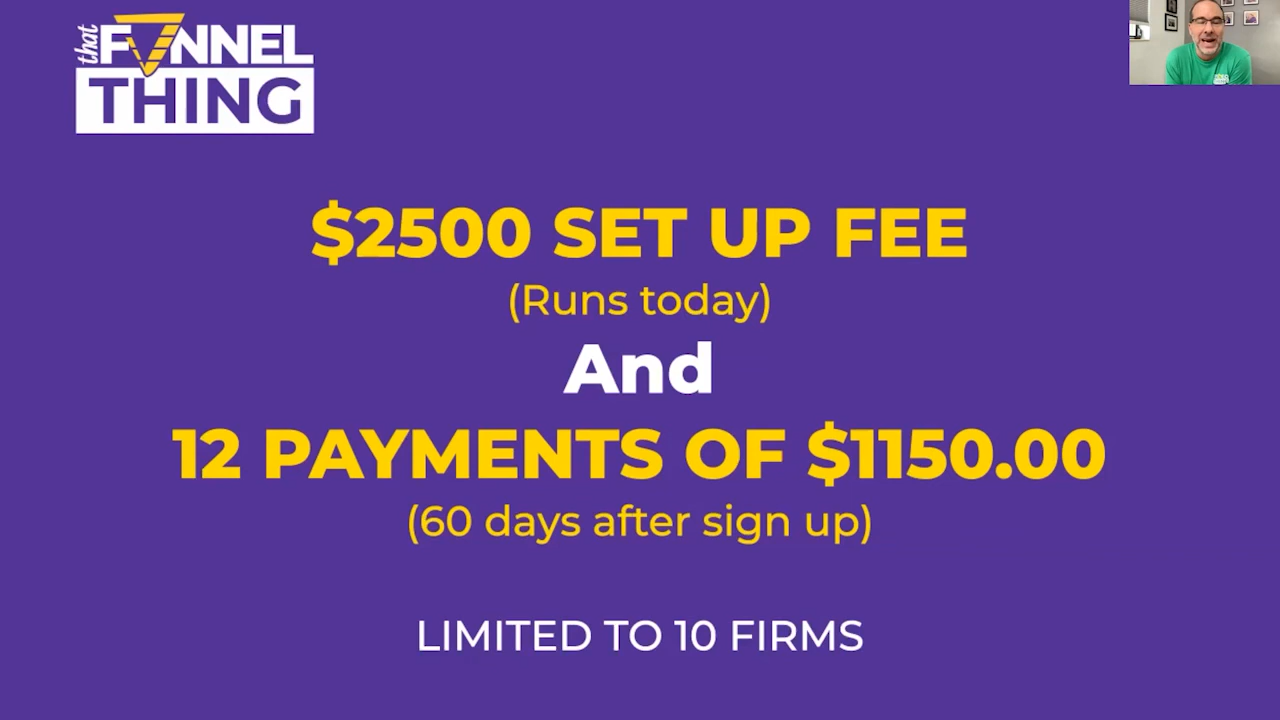 that
FUNNEL
THING
$2500 SET UP FEE
(Runs today)
And
12 PAYMENTS OF $1150.00
(60 days after sign up)
LIMITED TO 10 FIRMS